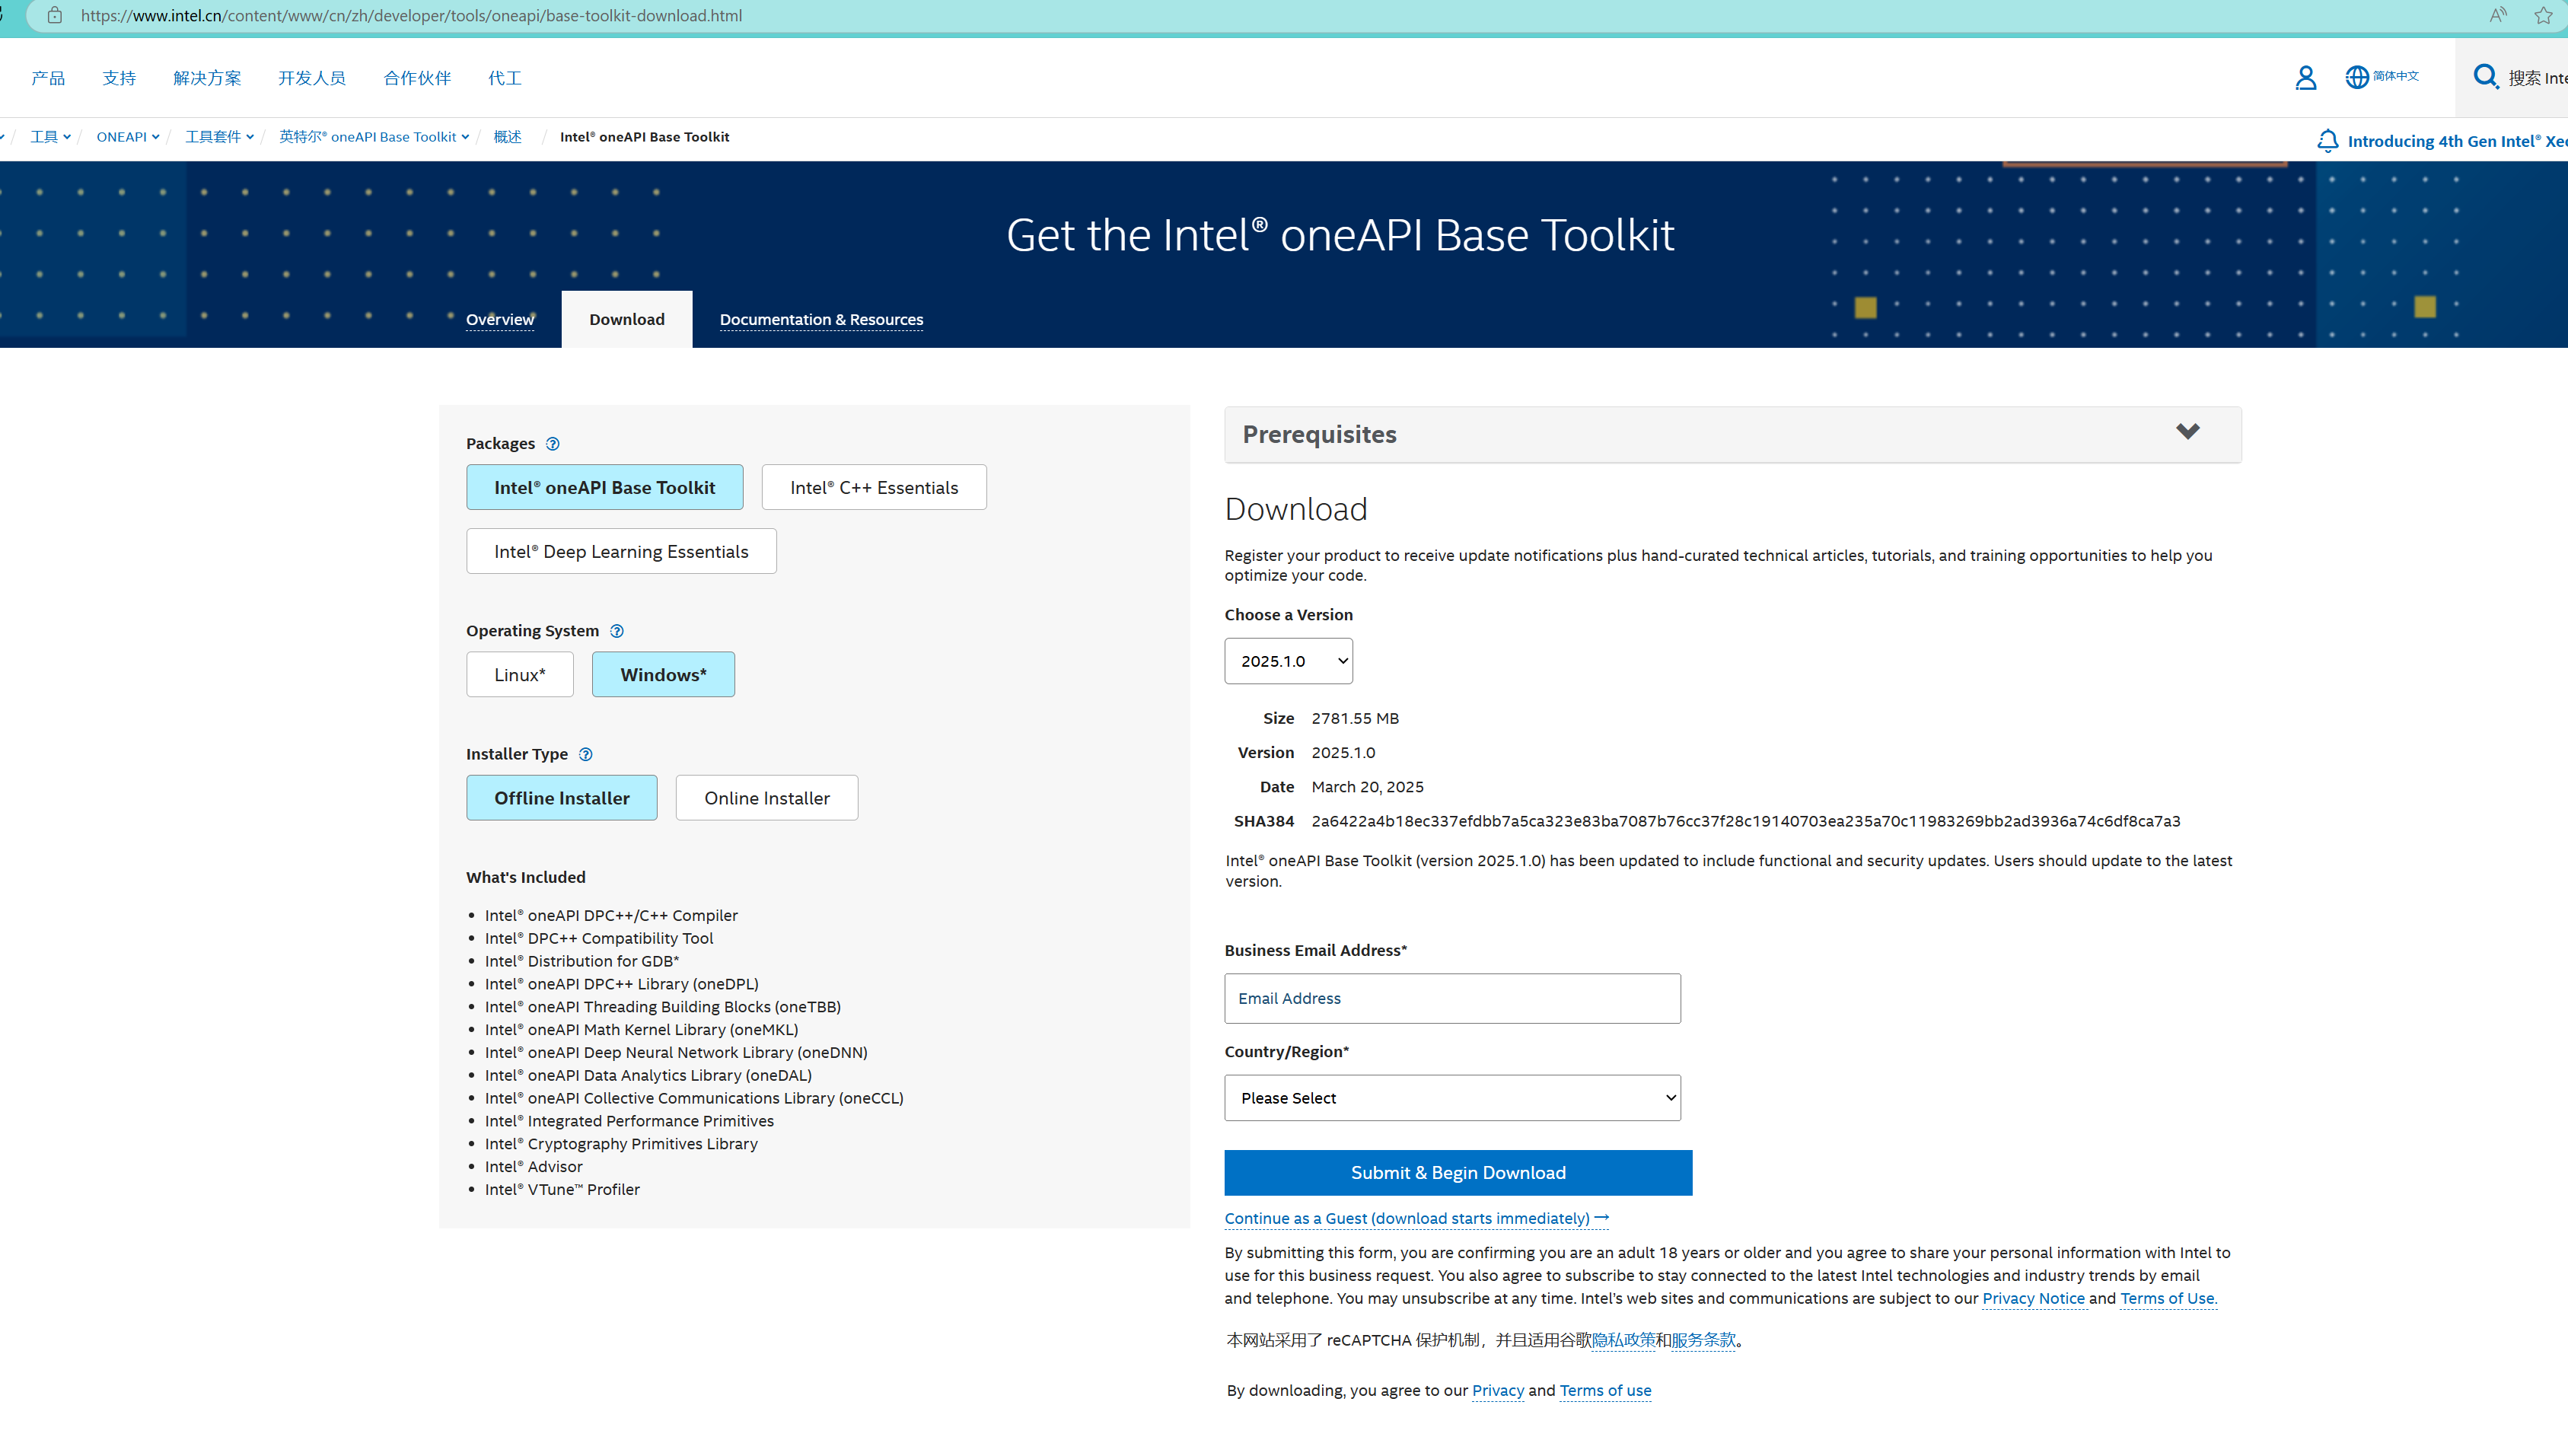 https://www.intel.cn/content/www/cn/zh/developer/tools/oneapi/base-toolkit-download.html
产品 支持 解决方案 开发人员 合作伙伴 代工 简体中文 搜索
工具 / ONEAPI / 工具套件 / 英特尔® oneAPI Base Toolkit / 概述 / Intel® oneAPI Base Toolkit
Introducing 4th Gen Intel®
Get the Intel® oneAPI Base Toolkit
Overview Download Documentation & Resources
Packages
Intel® oneAPI Base Toolkit Intel® C++ Essentials
Intel® Deep Learning Essentials
Operating System
Linux* Windows*
Installer Type
Offline Installer Online Installer
What's Included
• Intel® oneAPI DPC++/C++ Compiler
• Intel® DPC++ Compatibility Tool
• Intel® Distribution for GDB*
• Intel® oneAPI DPC++ Library (oneDPL)
• Intel® oneAPI Threading Building Blocks (oneTBB)
• Intel® oneAPI Math Kernel Library (oneMKL)
• Intel® oneAPI Deep Neural Network Library (oneDNN)
• Intel® oneAPI Data Analytics Library (oneDAL)
• Intel® oneAPI Collective Communications Library (oneCCL)
• Intel® Integrated Performance Primitives
• Intel® Cryptography Primitives Library
• Intel® Advisor
• Intel® VTune™ Profiler
Prerequisites
Download
Register your product to receive update notifications plus hand-curated technical articles, tutorials, and training opportunities to help you
optimize your code.
Choose a Version
2025.1.0
Size 2781.55 MB
Version 2025.1.0
Date March 20, 2025
SHA384 2a6422a4b18ec337efdbb7a5ca323e83ba7087b76cc37f28c19140703ea235a70c11983269bb2ad3936a74c6df8ca7a3
Intel® oneAPI Base Toolkit (version 2025.1.0) has been updated to include functional and security updates. Users should update to the latest
version.
Business Email Address*
Email Address
Country/Region*
Please Select
Submit & Begin Download
Continue as a Guest (download starts immediately) →
By submitting this form, you are confirming you are an adult 18 years or older and you agree to share your personal information with Intel to
use for this business request. You also agree to subscribe to stay connected to the latest Intel technologies and industry trends by email
and telephone. You may unsubscribe at any time. Intel's web sites and communications are subject to our Privacy Notice and Terms of Use.
本网站采用了 reCAPTCHA 保护机制，并且适用谷歌隐私政策和服务条款。
By downloading, you agree to our Privacy and Terms of use